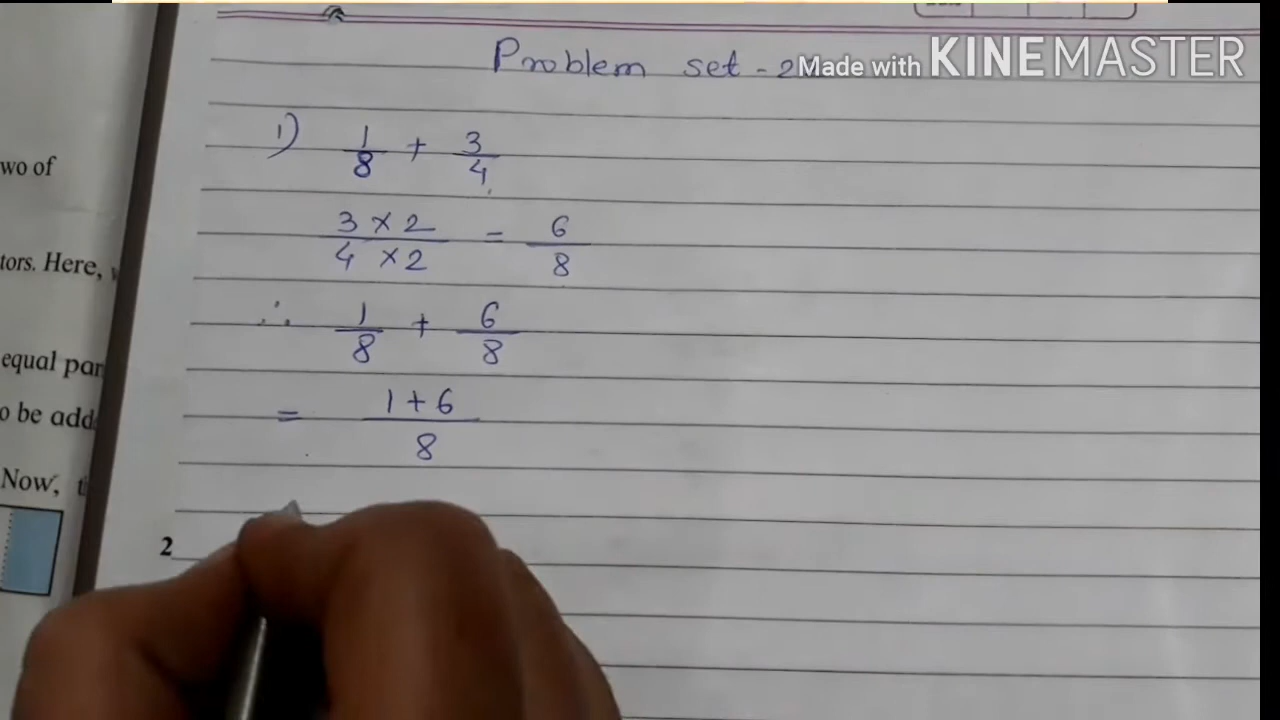 Problem set - 2
Made with KINEMASTER
1) 1/8 + 3/4
3 × 2 / 4 × 2 = 6/8
∴ 1/8 + 6/8
= 1 + 6 / 8
wo of
tors. Here,
equal par
o be add
Now,
2